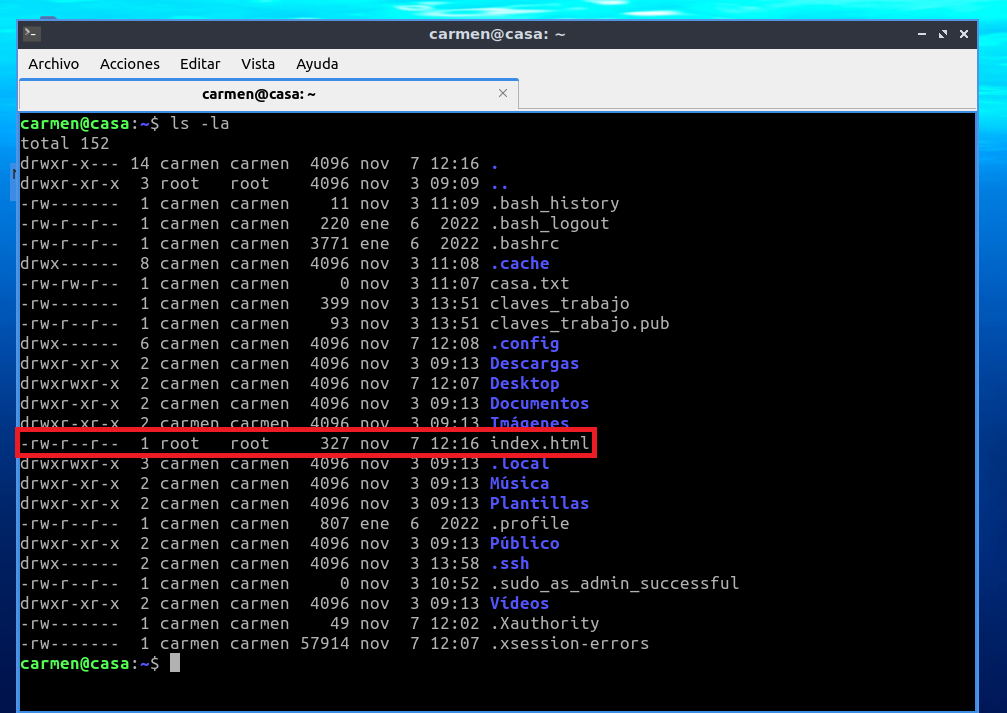 carmen@casa: ~
Archivo Acciones Editar Vista Ayuda
carmen@casa: ~
carmen@casa:~$ ls -la
total 152
drwxr-x--- 14 carmen carmen  4096 nov  7 12:16 .
drwxr-xr-x  3 root   root    4096 nov  3 09:09 ..
-rw-------  1 carmen carmen    11 nov  3 11:09 .bash_history
-rw-r--r--  1 carmen carmen   220 ene  6  2022 .bash_logout
-rw-r--r--  1 carmen carmen  3771 ene  6  2022 .bashrc
drwx------  8 carmen carmen  4096 nov  3 11:08 .cache
-rw-rw-r--  1 carmen carmen     0 nov  3 11:07 casa.txt
-rw-------  1 carmen carmen   399 nov  3 13:51 claves_trabajo
-rw-r--r--  1 carmen carmen    93 nov  3 13:51 claves_trabajo.pub
drwx------  6 carmen carmen  4096 nov  7 12:08 .config
drwxr-xr-x  2 carmen carmen  4096 nov  3 09:13 Descargas
drwxrwxr-x  2 carmen carmen  4096 nov  7 12:07 Desktop
drwxr-xr-x  2 carmen carmen  4096 nov  3 09:13 Documentos
drwxr-xr-x  2 carmen carmen  4096 nov  3 09:13 Imágenes
-rw-r--r--  1 root   root     327 nov  7 12:16 index.html
drwxrwxr-x  3 carmen carmen  4096 nov  3 09:13 .local
drwxr-xr-x  2 carmen carmen  4096 nov  3 09:13 Música
drwxr-xr-x  2 carmen carmen  4096 nov  3 09:13 Plantillas
-rw-r--r--  1 carmen carmen   807 ene  6  2022 .profile
drwxr-xr-x  2 carmen carmen  4096 nov  3 09:13 Público
drwx------  2 carmen carmen  4096 nov  3 13:58 .ssh
-rw-r--r--  1 carmen carmen     0 nov  3 10:52 .sudo_as_admin_successful
drwxr-xr-x  2 carmen carmen  4096 nov  3 09:13 Vídeos
-rw-------  1 carmen carmen    49 nov  7 12:02 .Xauthority
-rw-------  1 carmen carmen 57914 nov  7 12:07 .xsession-errors
carmen@casa:~$